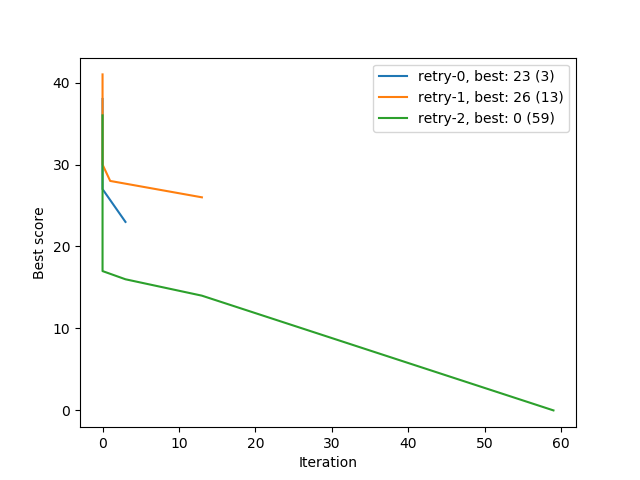 retry-0, best: 23 (3)
retry-1, best: 26 (13)
retry-2, best: 0 (59)
Best score
40
30
20
10
0
0 10 20 30 40 50 60
Iteration